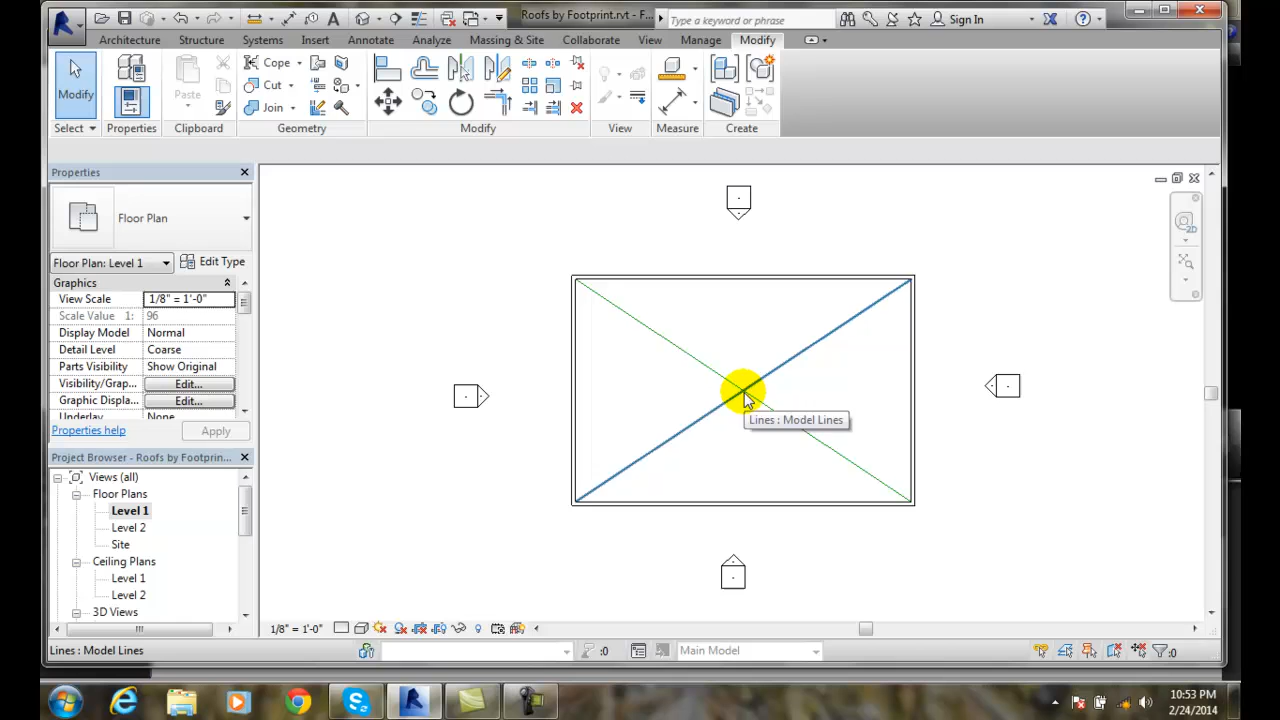 Roofs by Footprint.rvt - F...
Type a keyword or phrase
Sign In
Architecture Structure Systems Insert Annotate Analyze Massing & Site Collaborate View Manage Modify
Modify
Cope
Cut
Join
Paste
Select Properties Clipboard Geometry Modify View Measure Create
Properties
Floor Plan
Floor Plan: Level 1 Edit Type
Graphics
View Scale 1/8" = 1'-0"
Scale Value 1: 96
Display Model Normal
Detail Level Coarse
Parts Visibility Show Original
Visibility/Grap... Edit...
Graphic Displa... Edit...
Underlay None
Properties help Apply
Project Browser - Roofs by Footprin...
Views (all)
Floor Plans
Level 1
Level 2
Site
Ceiling Plans
Level 1
Level 2
3D Views
2D
Lines : Model Lines
1/8" = 1'-0"
Lines : Model Lines
:0
Main Model
:0
10:53 PM
2/24/2014